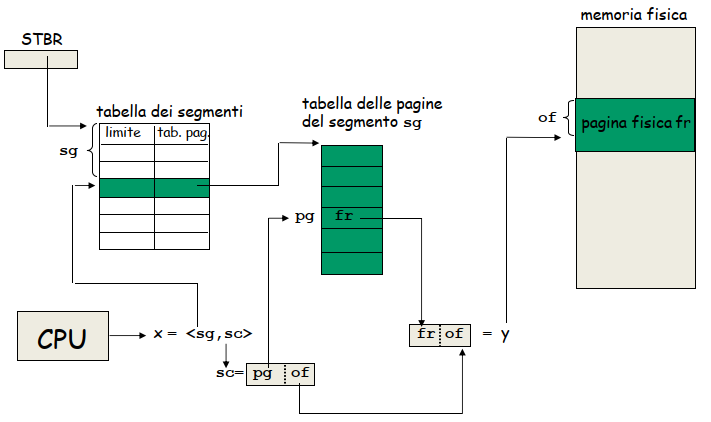 memoria fisica
STBR
tabella dei segmenti
tabella delle pagine
del segmento sg
limite
tab. pag.
sg
of
pagina fisica fr
pg
fr
CPU
x = <sg,sc>
fr of
= y
sc=
pg of